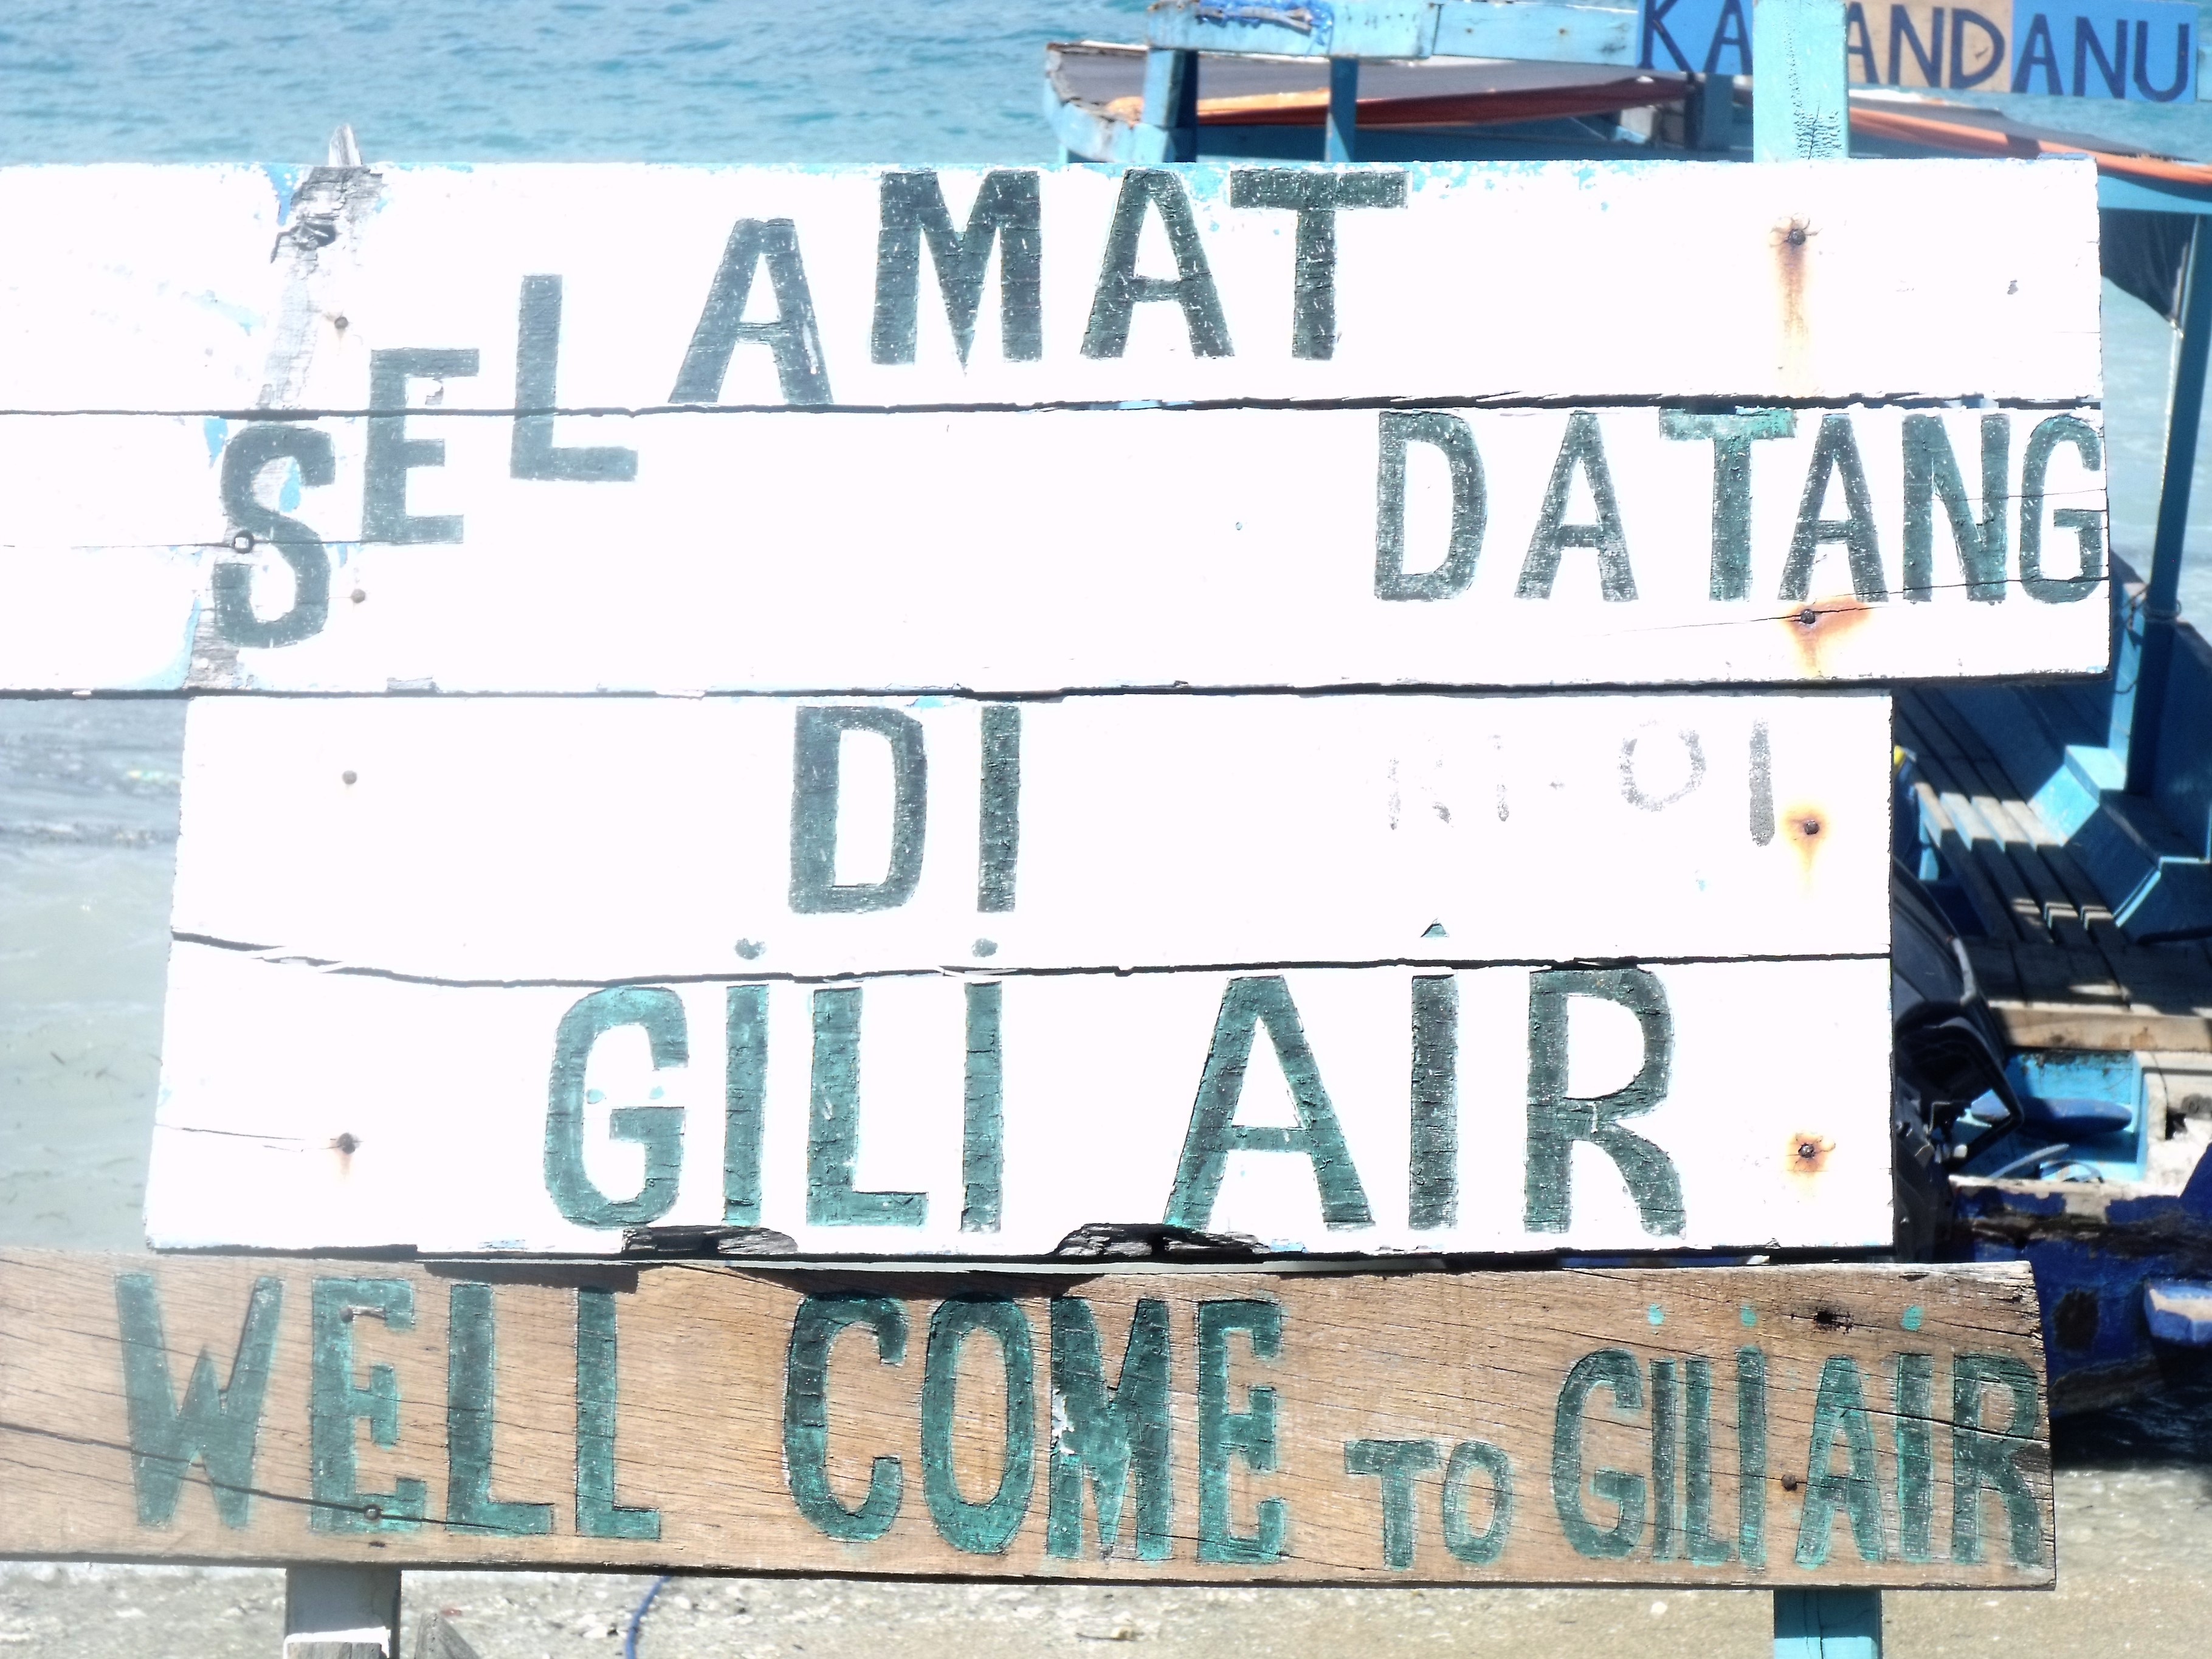 SELAMAT
DATANG
DI
GILI AIR
WELL COME TO GILI AIR